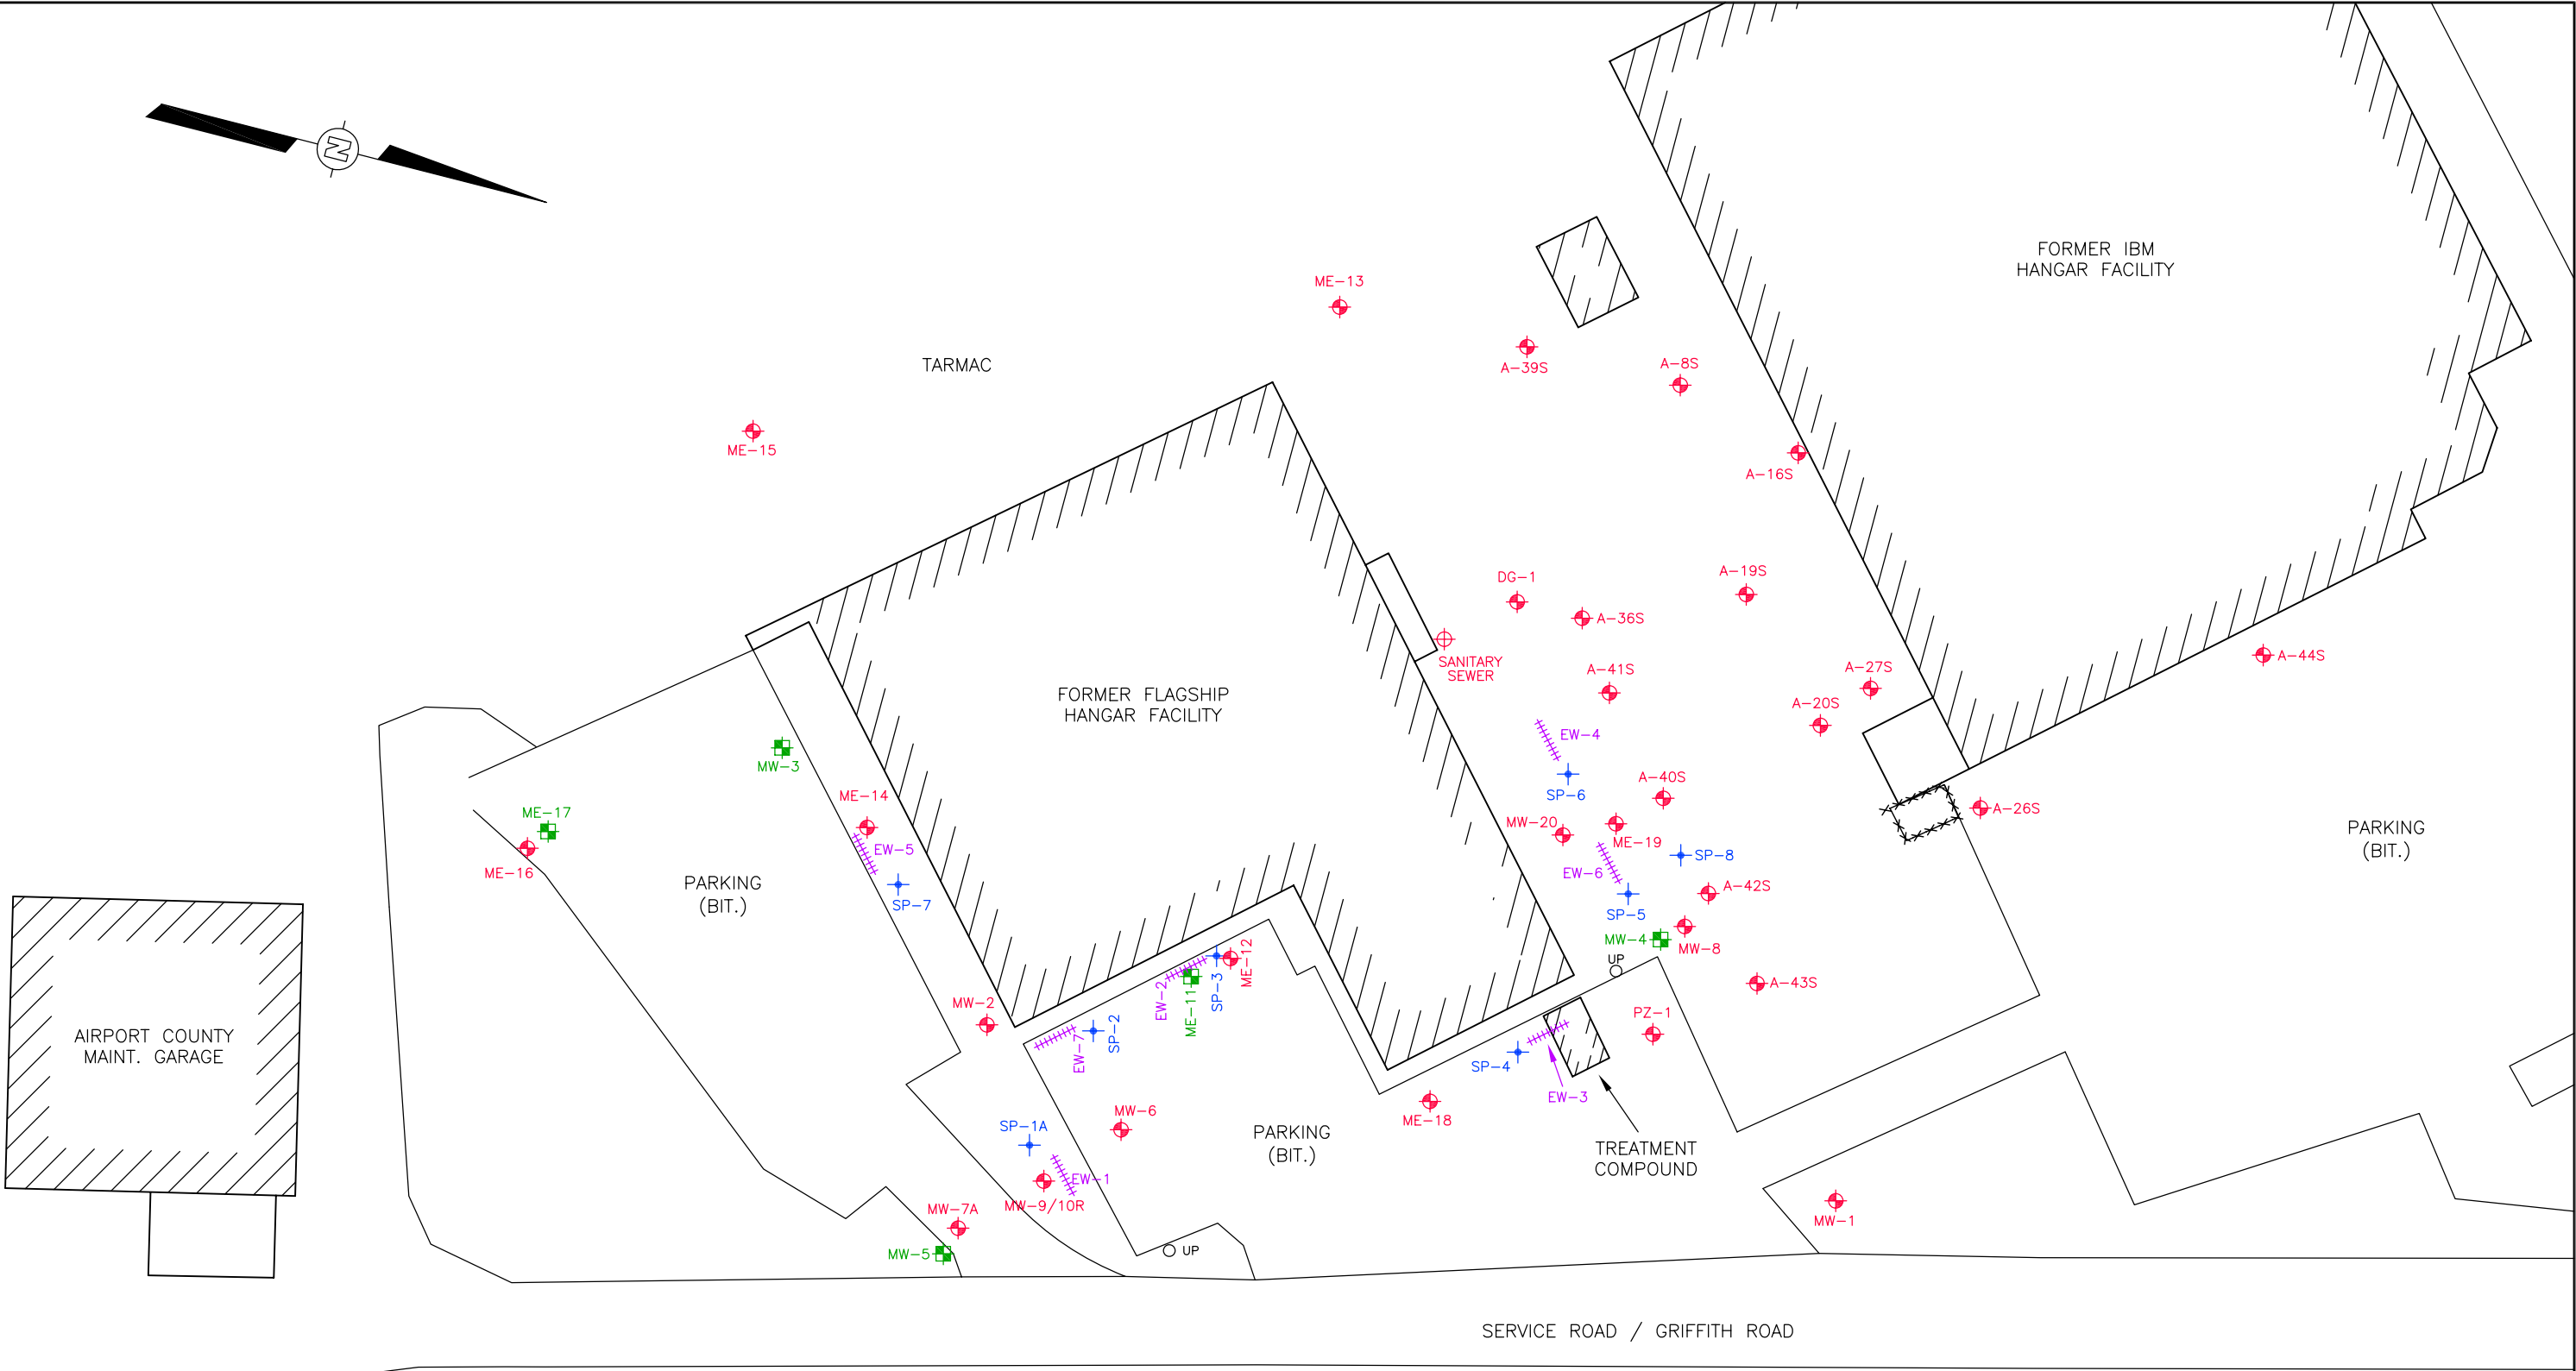 N
FORMER IBM
HANGAR FACILITY
ME-13
TARMAC
A-39S
A-8S
ME-15
A-16S
DG-1
A-19S
A-36S
SANITARY
SEWER
A-41S
A-27S
A-44S
A-20S
FORMER FLAGSHIP
HANGAR FACILITY
EW-4
MW-3
ME-14
SP-6
A-40S
ME-17
MW-20
A-26S
PARKING
(BIT.)
ME-19
EW-5
SP-8
ME-16
EW-6
PARKING
(BIT.)
SP-7
A-42S
SP-5
MW-4
MW-8
UP
ME-12
SP-3
EW-2
ME-11
A-43S
MW-2
PZ-1
SP-2
EW-7
AIRPORT COUNTY
MAINT. GARAGE
SP-4
EW-3
MW-6
ME-18
SP-1A
PARKING
(BIT.)
TREATMENT
COMPOUND
EW-1
MW-9/10R
MW-7A
MW-1
MW-5
UP
SERVICE ROAD / GRIFFITH ROAD